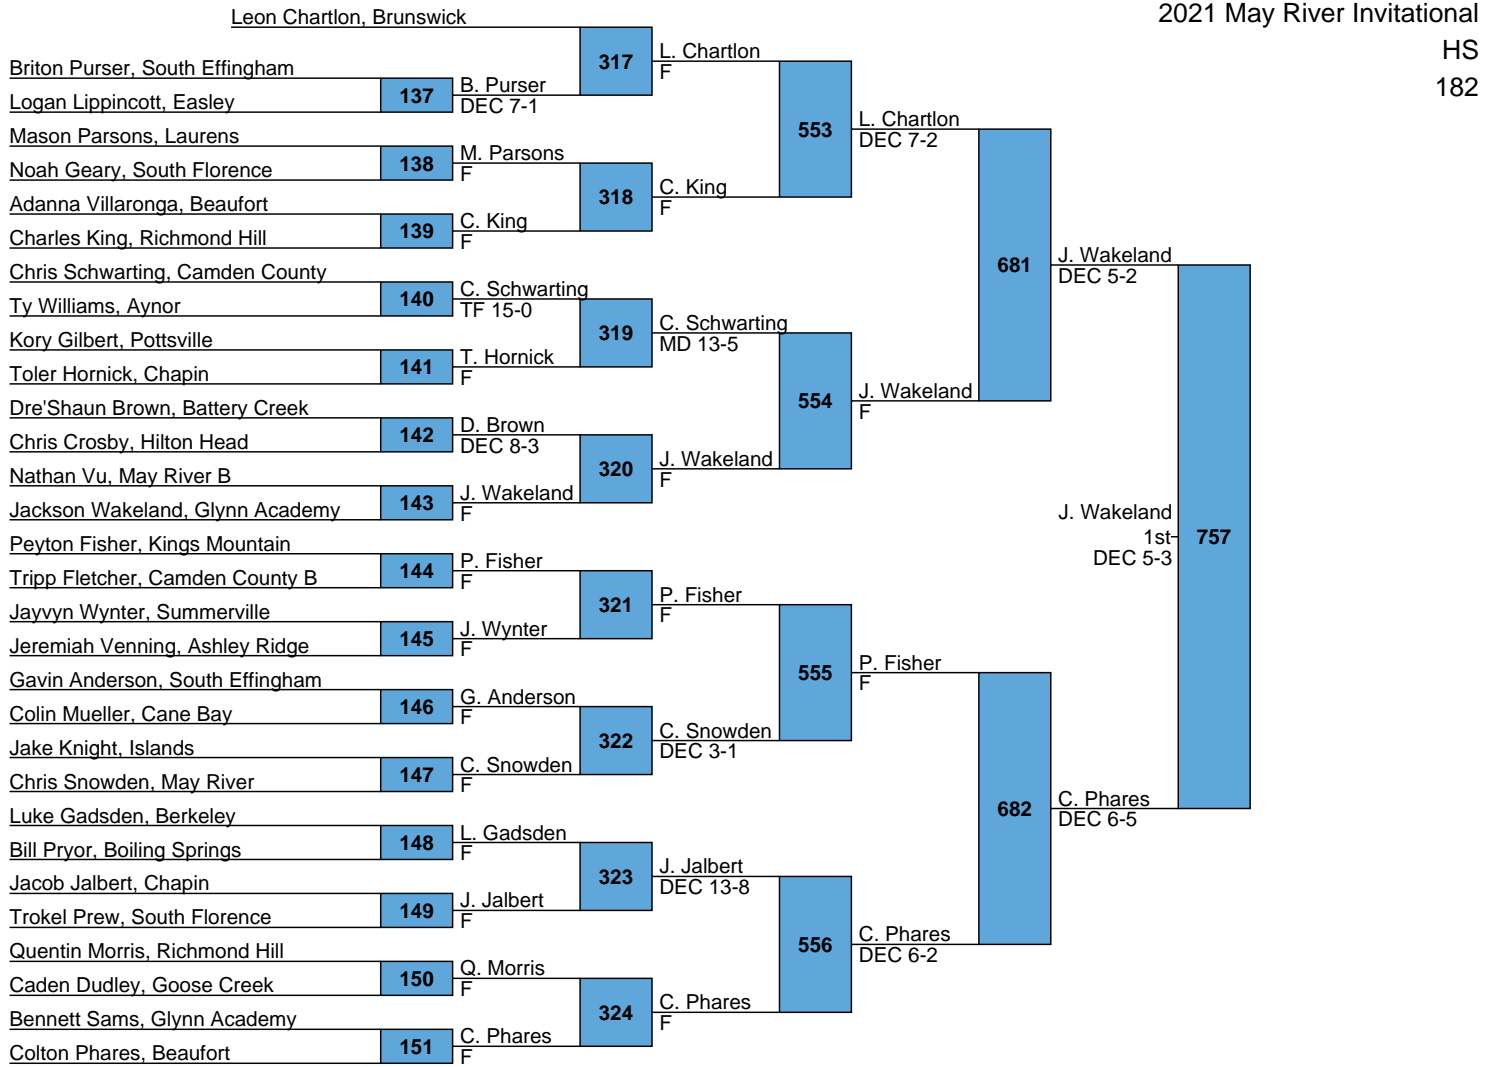 2021 May River Invitational
HS
182
Leon Chartlon, Brunswick
Briton Purser, South Effingham
Logan Lippincott, Easley
Mason Parsons, Laurens
Noah Geary, South Florence
Adanna Villaronga, Beaufort
Charles King, Richmond Hill
Chris Schwarting, Camden County
Ty Williams, Aynor
Kory Gilbert, Pottsville
Toler Hornick, Chapin
Dre'Shaun Brown, Battery Creek
Chris Crosby, Hilton Head
Nathan Vu, May River B
Jackson Wakeland, Glynn Academy
Peyton Fisher, Kings Mountain
Tripp Fletcher, Camden County B
Jayvyn Wynter, Summerville
Jeremiah Venning, Ashley Ridge
Gavin Anderson, South Effingham
Colin Mueller, Cane Bay
Jake Knight, Islands
Chris Snowden, May River
Luke Gadsden, Berkeley
Bill Pryor, Boiling Springs
Jacob Jalbert, Chapin
Trokel Prew, South Florence
Quentin Morris, Richmond Hill
Caden Dudley, Goose Creek
Bennett Sams, Glynn Academy
Colton Phares, Beaufort
137
138
139
140
141
142
143
144
145
146
147
148
149
150
151
B. Purser
DEC 7-1
M. Parsons
F
C. King
F
C. Schwarting
TF 15-0
T. Hornick
F
D. Brown
DEC 8-3
J. Wakeland
F
P. Fisher
F
J. Wynter
F
G. Anderson
F
C. Snowden
F
L. Gadsden
F
J. Jalbert
F
Q. Morris
F
C. Phares
F
317
318
319
320
321
322
323
324
L. Chartlon
F
C. King
F
C. Schwarting
MD 13-5
J. Wakeland
F
P. Fisher
F
C. Snowden
DEC 3-1
J. Jalbert
DEC 13-8
C. Phares
F
553
554
555
556
L. Chartlon
DEC 7-2
J. Wakeland
F
P. Fisher
F
C. Phares
DEC 6-2
681
682
J. Wakeland
DEC 5-2
C. Phares
DEC 6-5
J. Wakeland
1st
DEC 5-3
757